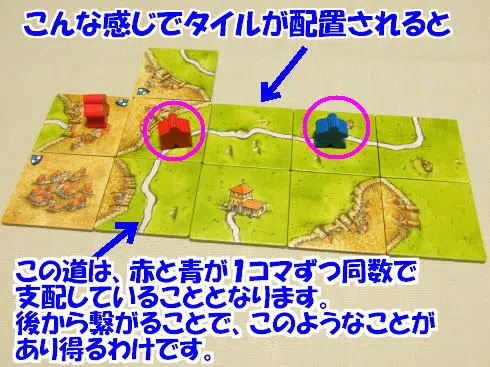 こんな感じでタイルが配置されると
この道は、赤と青が1コマずつ同数で
支配していることとなります。
後から繋がることで、このようなことが
あり得るわけです。